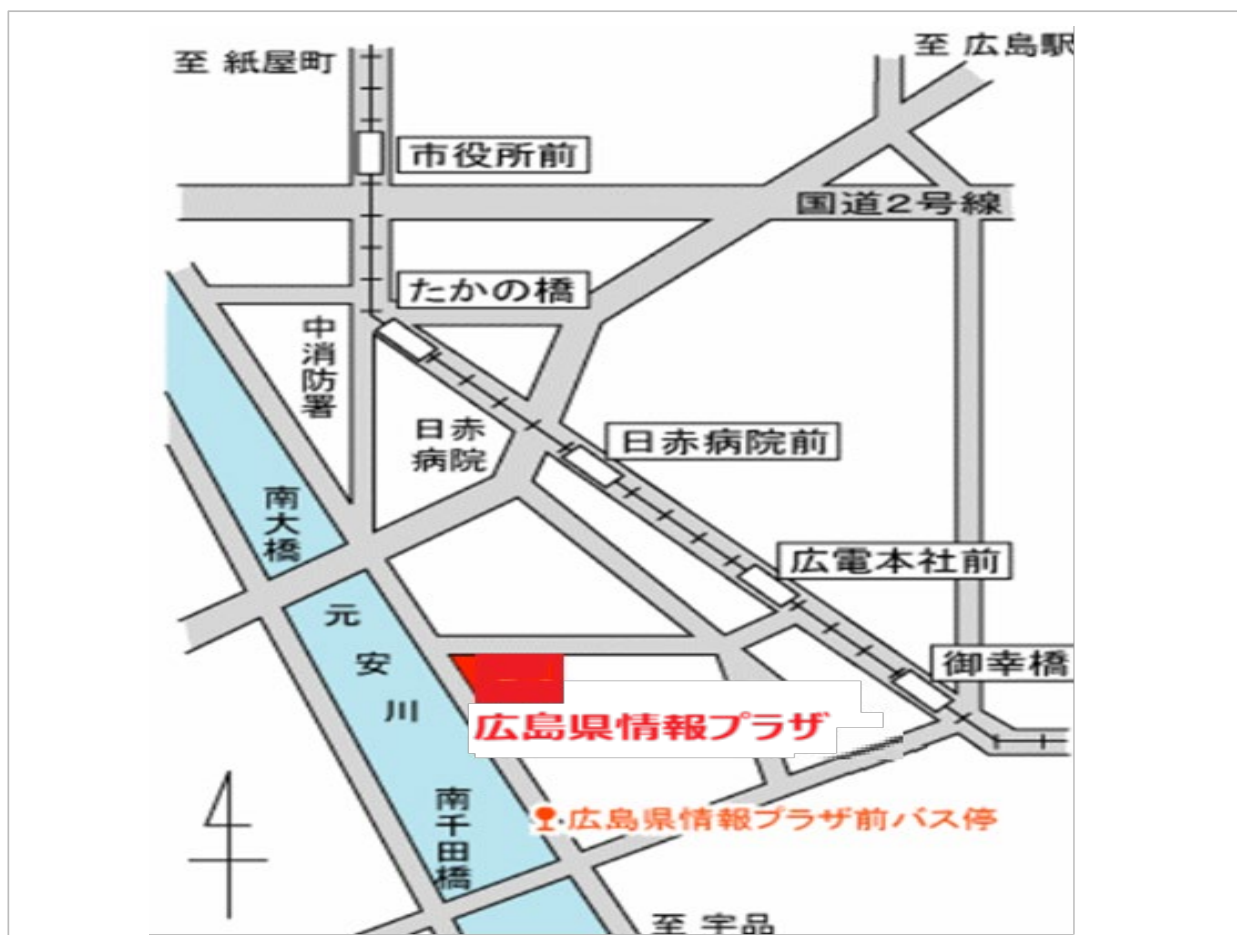 至 紙屋町
至 広島駅
市役所前
国道2号線
たかの橋
中消防署
日赤
病院
日赤病院前
南大橋
広電本社前
元安川
御幸橋
広島県情報プラザ
南千田橋
広島県情報プラザ前バス停
至 宇品